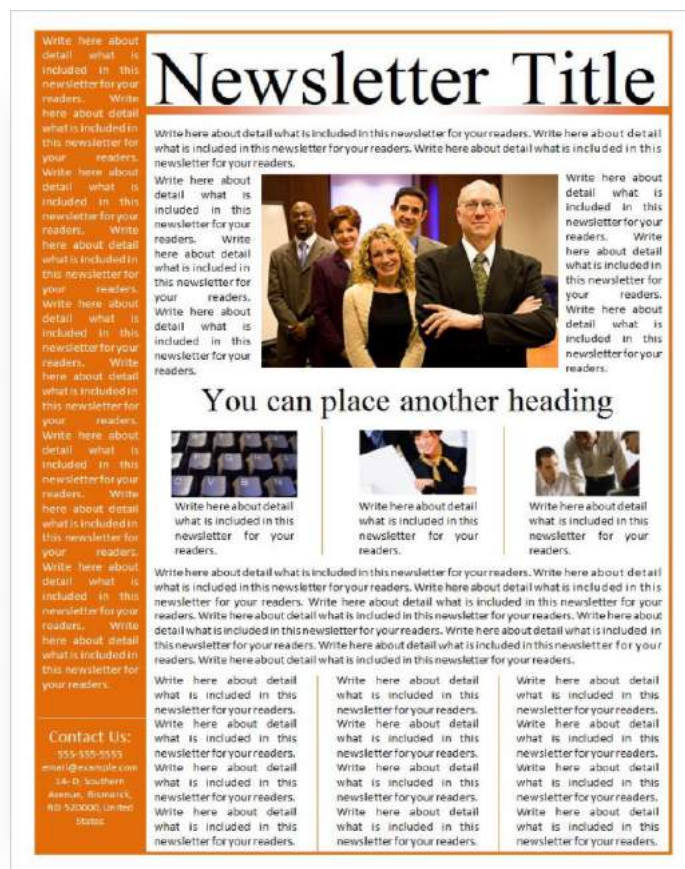 Write here about
detail what is
included in this
newsletter for your
readers. Write
here about detail
what is included in
this newsletter for
your readers.
Write here about
detail what is
included in this
newsletter for your
readers. Write
here about detail
what is included in
this newsletter for
your readers.
Write here about
detail what is
included in this
newsletter for your
readers. Write
here about detail
what is included in
this newsletter for
your readers.
Write here about
detail what is
included in this
newsletter for your
readers. Write
here about detail
what is included in
this newsletter for
your readers.
Write here about
detail what is
included in this
newsletter for your
readers. Write
here about detail
what is included in
this newsletter for
your readers.
Contact Us:
555-555-5555
email@example.com
14- D, Southern
Avenue, Bismarck,
ND 520000, United
States
Newsletter Title
Write here about detail what is included in this newsletter for your readers. Write here about detail
what is included in this newsletter for your readers. Write here about detail what is included in this
newsletter for your readers.
Write here about
detail what is
included in this
newsletter for your
readers. Write
here about detail
what is included in
this newsletter for
your readers.
Write here about
detail what is
included in this
newsletter for your
readers.
Write here about
detail what is
included in this
newsletter for your
readers. Write
here about detail
what is included in
this newsletter for
your readers.
Write here about
detail what is
included in this
newsletter for your
readers.
You can place another heading
Write here about detail
what is included in this
newsletter for your
readers.
Write here about detail
what is included in this
newsletter for your
readers.
Write here about detail
what is included in this
newsletter for your
readers.
Write here about detail what is included in this newsletter for your readers. Write here about detail
what is included in this newsletter for your readers. Write here about detail what is included in this
newsletter for your readers. Write here about detail what is included in this newsletter for your
readers. Write here about detail what is included in this newsletter for your readers. Write here about
detail what is included in this newsletter for your readers. Write here about detail what is included in
this newsletter for your readers. Write here about detail what is included in this newsletter for your
readers. Write here about detail what is included in this newsletter for your readers.
Write here about detail
what is included in this
newsletter for your readers.
Write here about detail
what is included in this
newsletter for your readers.
Write here about detail
what is included in this
newsletter for your readers.
Write here about detail
what is included in this
newsletter for your readers.
Write here about detail
what is included in this
newsletter for your readers.
Write here about detail
what is included in this
newsletter for your readers.
Write here about detail
what is included in this
newsletter for your readers.
Write here about detail
what is included in this
newsletter for your readers.
Write here about detail
what is included in this
newsletter for your readers.
Write here about detail
what is included in this
newsletter for your readers.
Write here about detail
what is included in this
newsletter for your readers.
Write here about detail
what is included in this
newsletter for your readers.